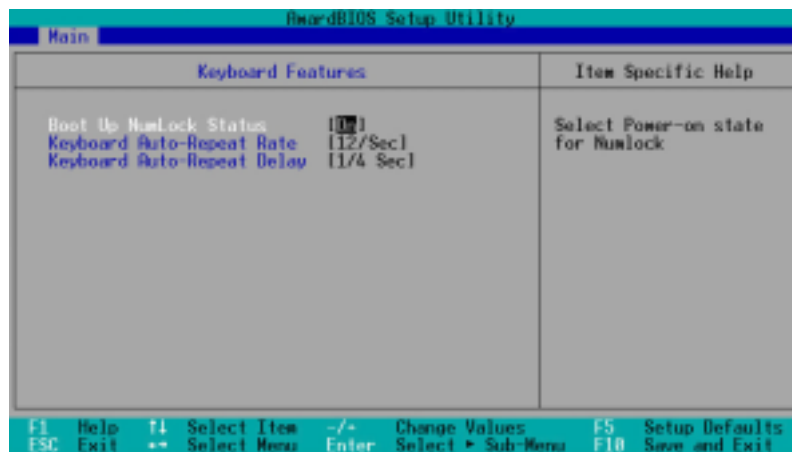 AwardBIOS Setup Utility
Main
Keyboard Features
Item Specific Help
Boot Up NumLock Status [On]
Keyboard Auto-Repeat Rate [12/Sec]
Keyboard Auto-Repeat Delay [1/4 Sec]
Select Power-on state
for Numlock
F1 Help ↑↓ Select Item -/+ Change Values F5 Setup Defaults
ESC Exit ←→ Select Menu Enter Select ► Sub-Menu F10 Save and Exit